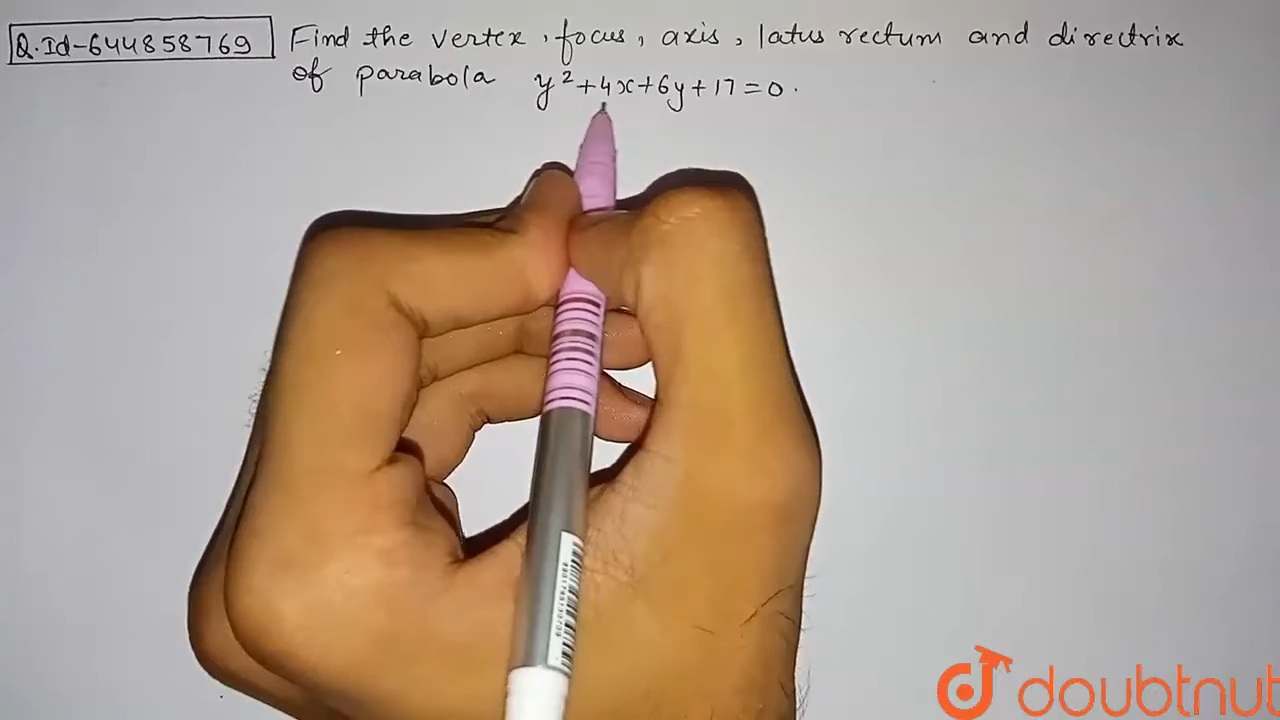 Q.Id-644858769 Find the vertex, focus, axis, latus rectum and directrix
of parabola y²+4x+6y+17=0.
doubtnut